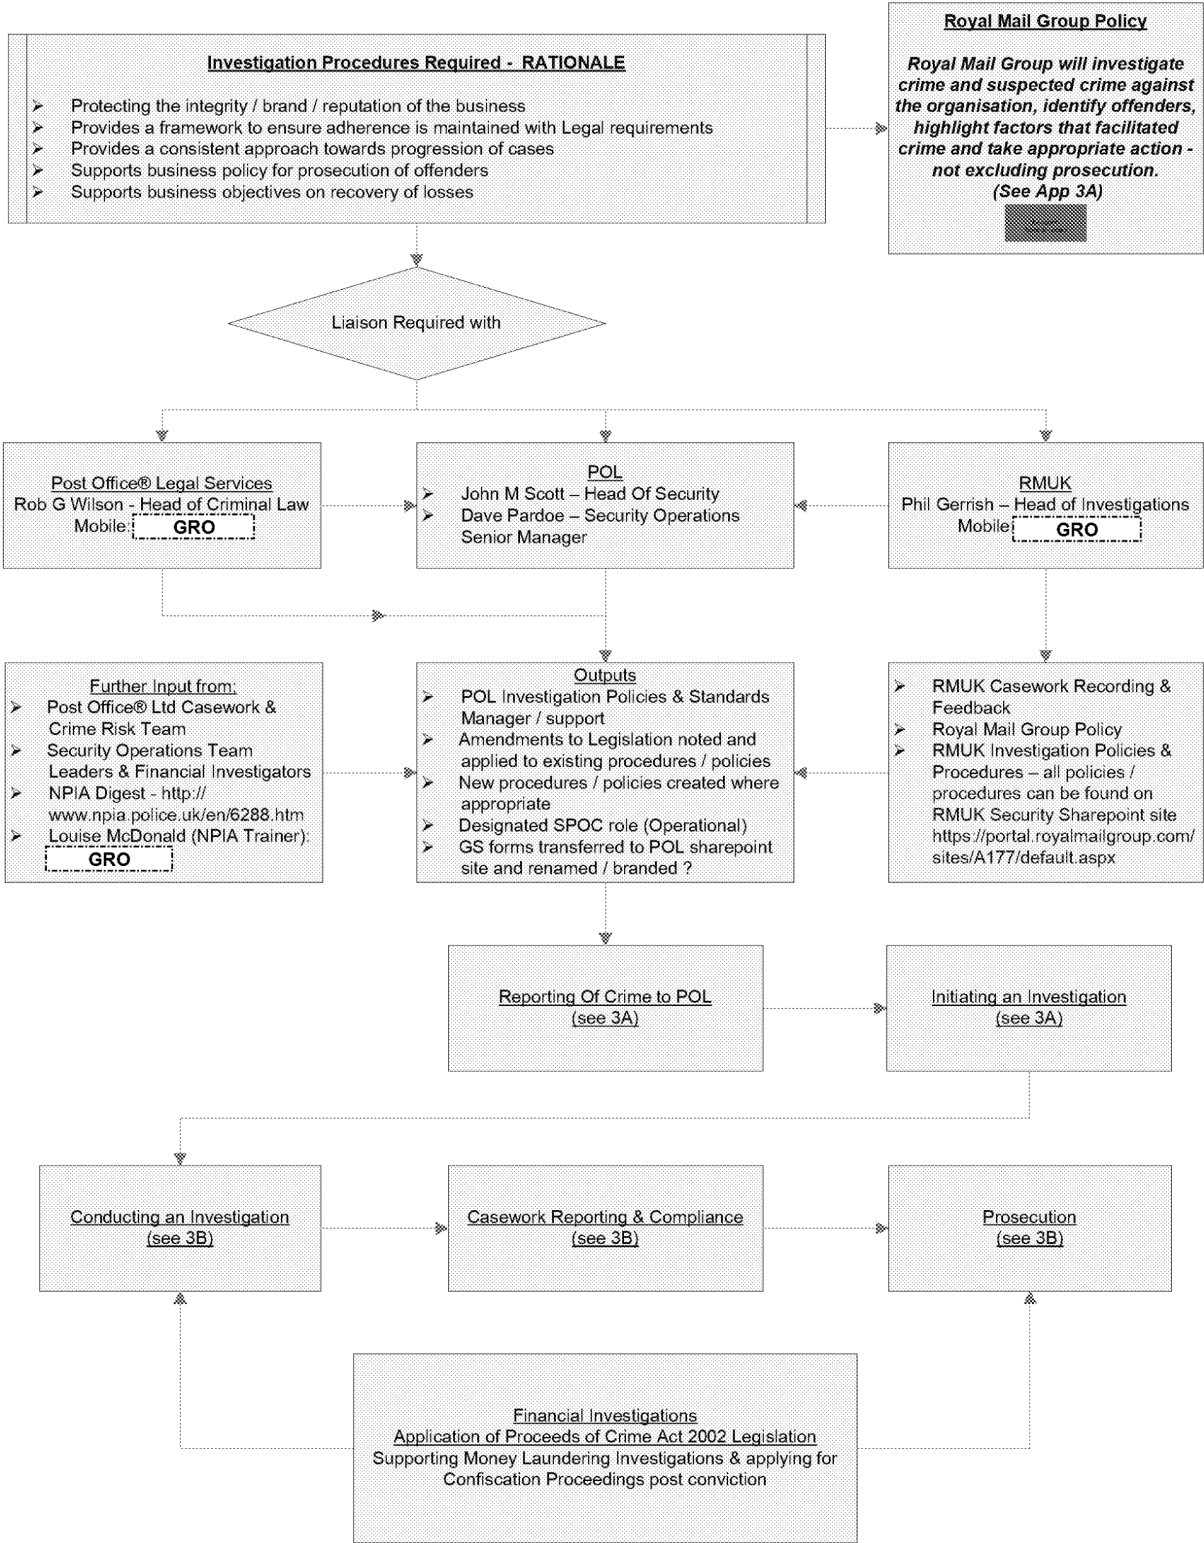 Investigation Procedures Required -  RATIONALE
➢ Protecting the integrity / brand / reputation of the business
➢ Provides a framework to ensure adherence is maintained with Legal requirements
➢ Provides a consistent approach towards progression of cases
➢ Supports business policy for prosecution of offenders
➢ Supports business objectives on recovery of losses
Royal Mail Group Policy
Royal Mail Group will investigate
crime and suspected crime against
the organisation, identify offenders,
highlight factors that facilitated
crime and take appropriate action -
not excluding prosecution.
(See App 3A)
Liaison Required with
Post Office® Legal Services
Rob G Wilson - Head of Criminal Law
Mobile: GRO
POL
➢ John M Scott – Head Of Security
➢ Dave Pardoe – Security Operations
Senior Manager
RMUK
Phil Gerrish – Head of Investigations
Mobile GRO
Further Input from:
➢ Post Office® Ltd Casework &
Crime Risk Team
➢ Security Operations Team
Leaders & Financial Investigators
➢ NPIA Digest - http://
www.npia.police.uk/en/6288.htm
➢ Louise McDonald (NPIA Trainer):
GRO
Outputs
➢ POL Investigation Policies & Standards
Manager / support
➢ Amendments to Legislation noted and
applied to existing procedures / policies
➢ New procedures / policies created where
appropriate
➢ Designated SPOC role (Operational)
➢ GS forms transferred to POL sharepoint
site and renamed / branded ?
➢ RMUK Casework Recording &
Feedback
➢ Royal Mail Group Policy
➢ RMUK Investigation Policies &
Procedures – all policies /
procedures can be found on
RMUK Security Sharepoint site
https://portal.royalmailgroup.com/
sites/A177/default.aspx
Reporting Of Crime to POL
(see 3A)
Initiating an Investigation
(see 3A)
Conducting an Investigation
(see 3B)
Casework Reporting & Compliance
(see 3B)
Prosecution
(see 3B)
Financial Investigations
Application of Proceeds of Crime Act 2002 Legislation
Supporting Money Laundering Investigations & applying for
Confiscation Proceedings post conviction